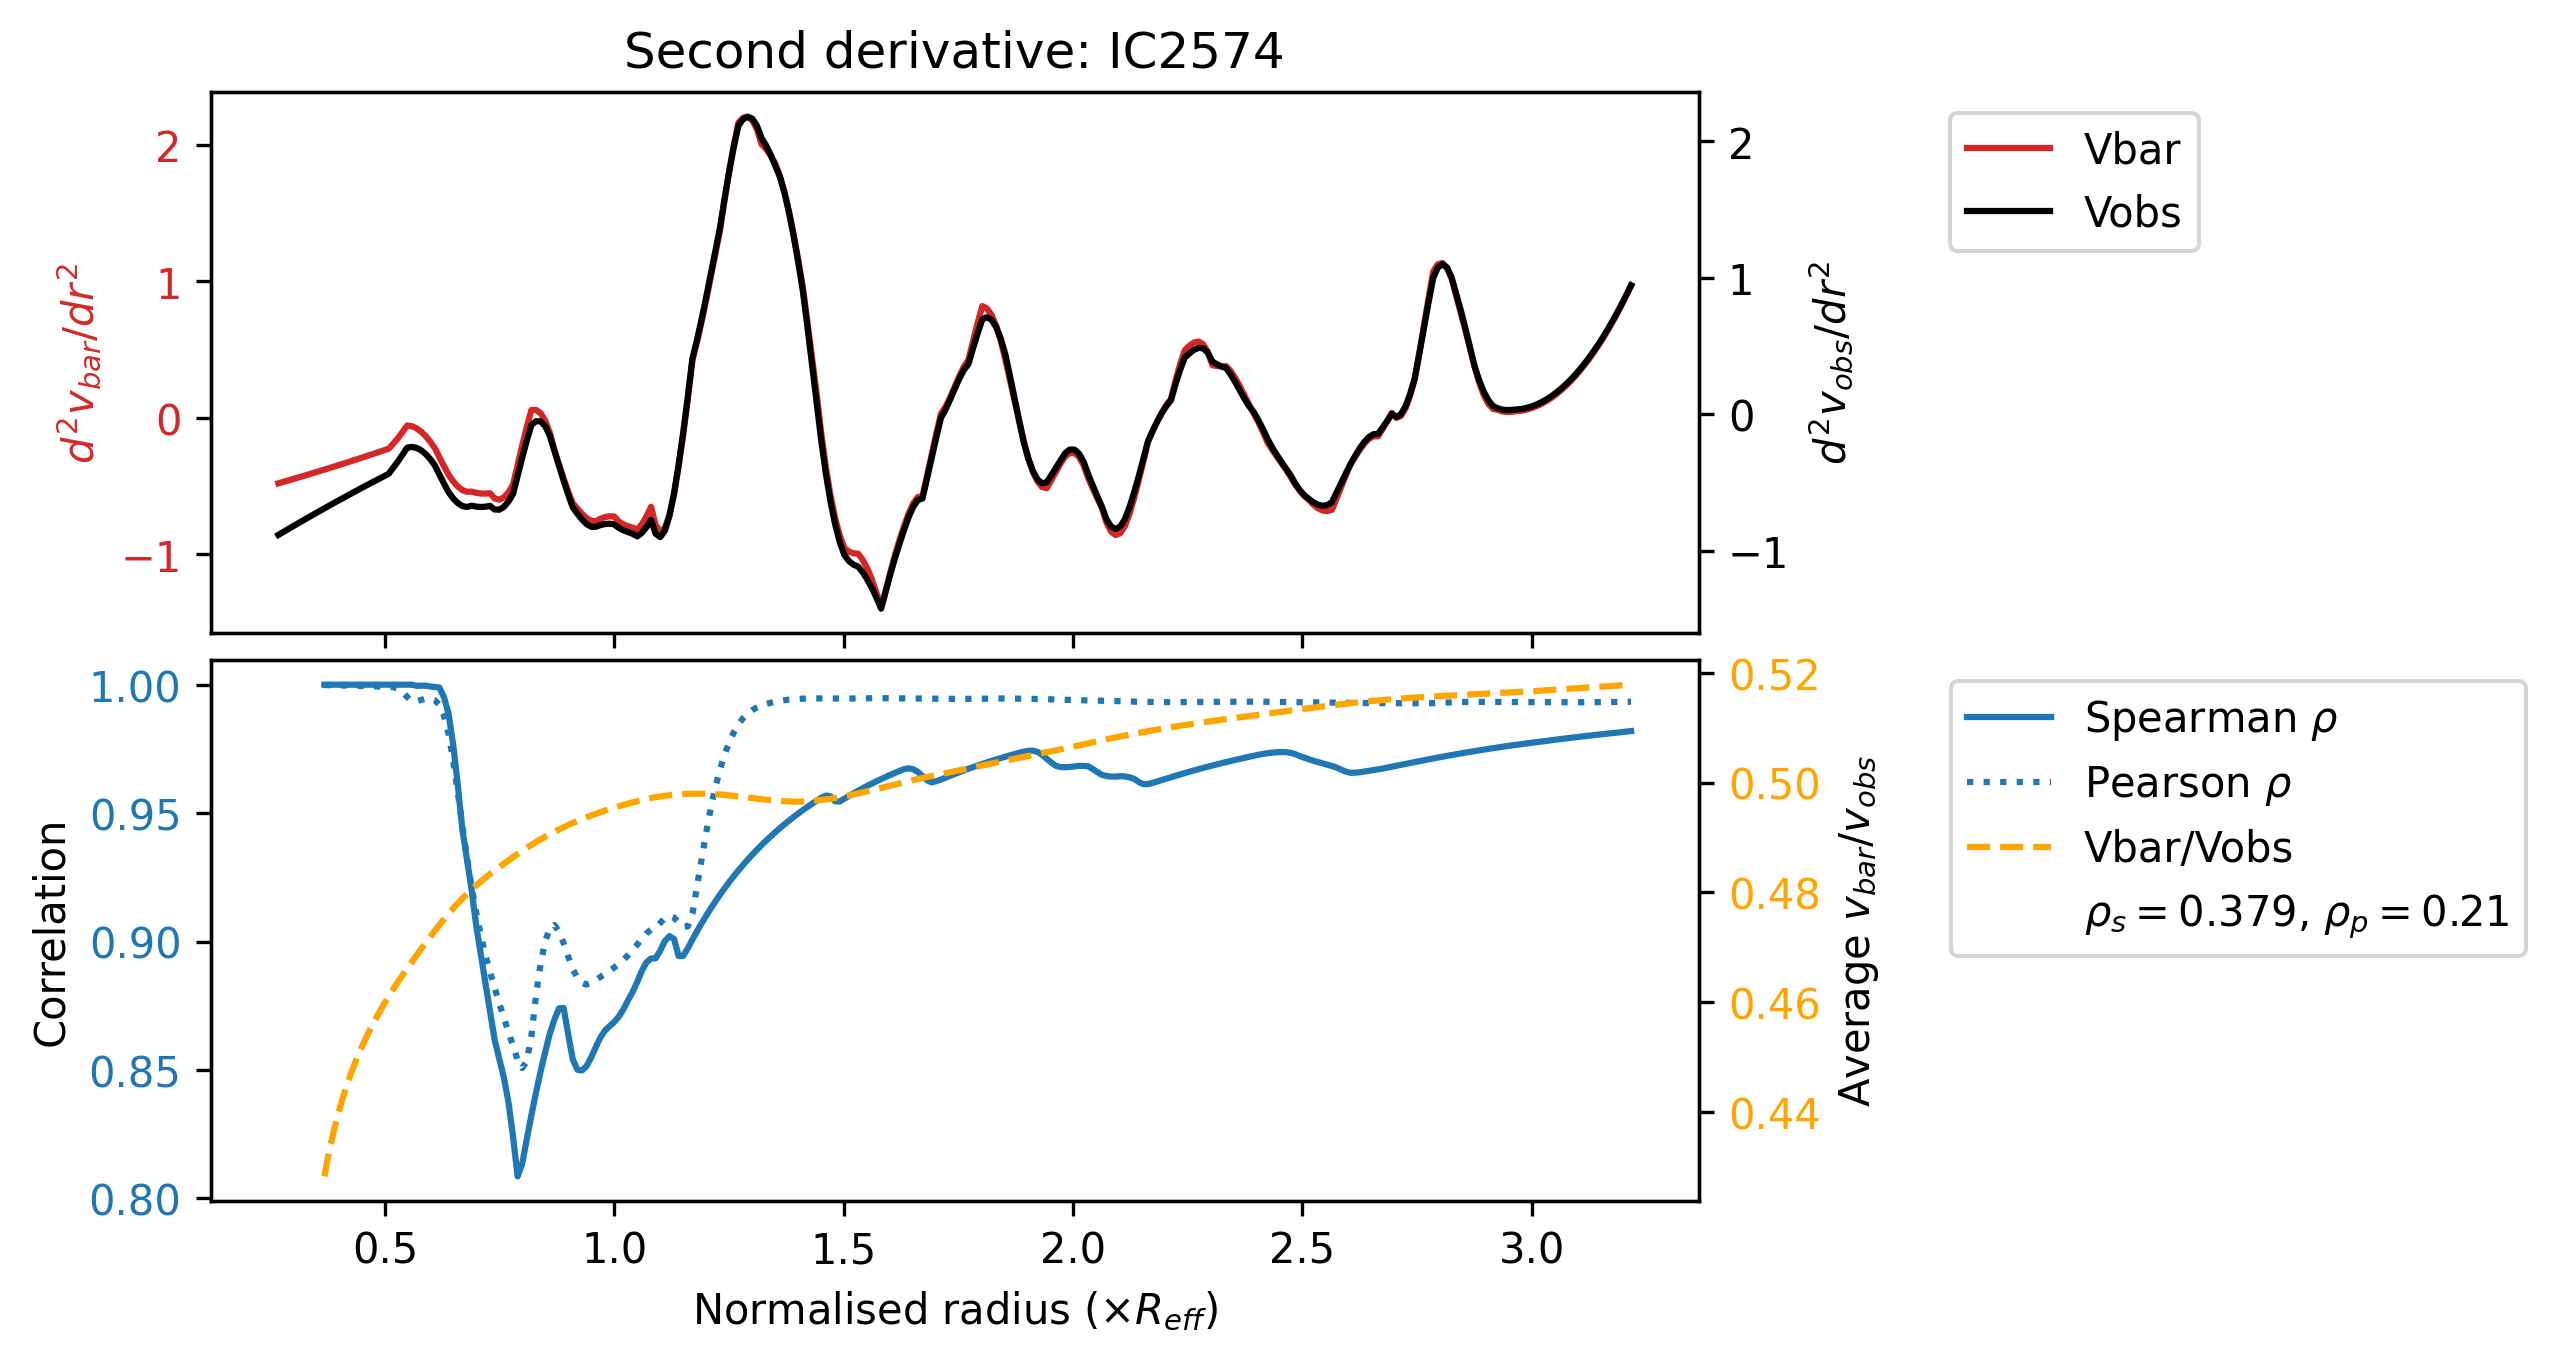 Second derivative: IC2574
2
1
0
−1
d²v_bar/dr²
2
1
0
−1
d²v_obs/dr²
Vbar
Vobs
1.00
0.95
0.90
0.85
0.80
Correlation
0.52
0.50
0.48
0.46
0.44
Average v_bar/v_obs
Spearman ρ
Pearson ρ
Vbar/Vobs
ρ_s = 0.379, ρ_p = 0.21
0.5 1.0 1.5 2.0 2.5 3.0
Normalised radius (×R_eff)